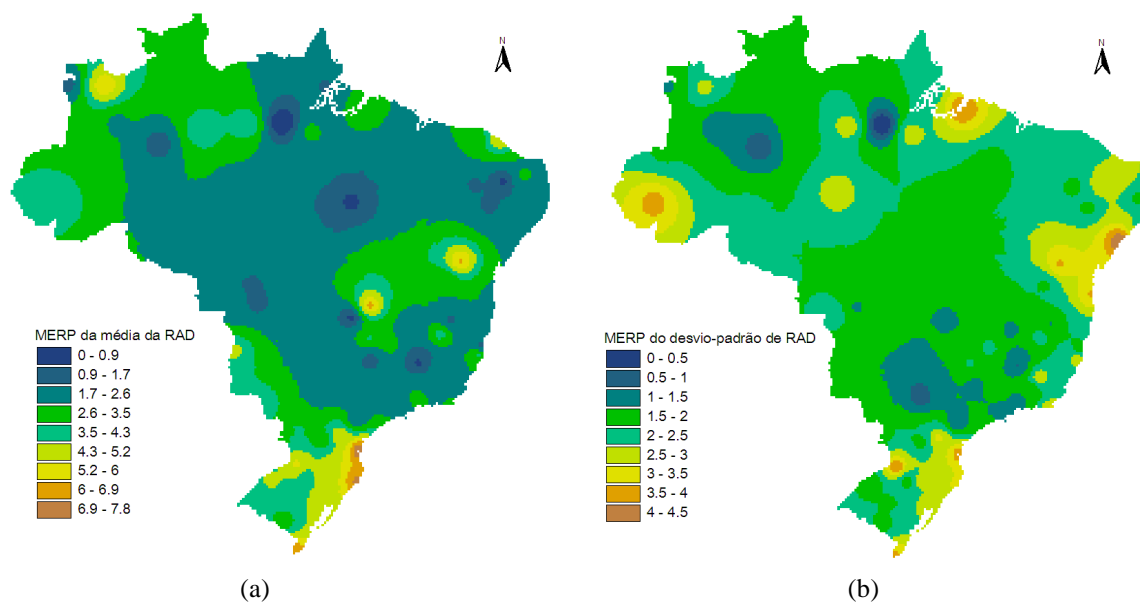 N
MERP da média da RAD
0 - 0.9
0.9 - 1.7
1.7 - 2.6
2.6 - 3.5
3.5 - 4.3
4.3 - 5.2
5.2 - 6
6 - 6.9
6.9 - 7.8
(a)
N
MERP do desvio-padrão de RAD
0 - 0.5
0.5 - 1
1 - 1.5
1.5 - 2
2 - 2.5
2.5 - 3
3 - 3.5
3.5 - 4
4 - 4.5
(b)